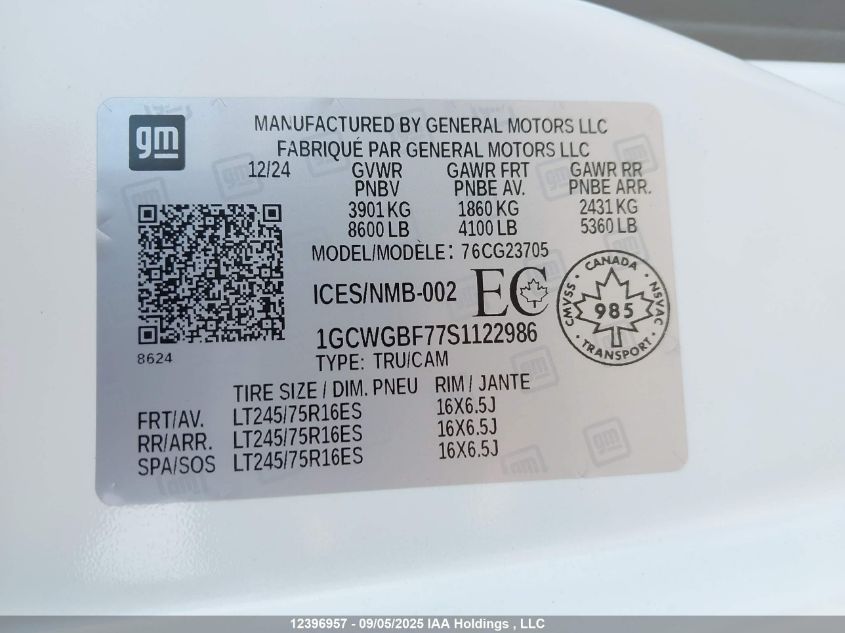 gm
MANUFACTURED BY GENERAL MOTORS LLC
FABRIQUÉ PAR GENERAL MOTORS LLC
12/24 GVWR GAWR FRT GAWR RR
PNBV PNBE AV. PNBE ARR.
3901 KG 1860 KG 2431 KG
8600 LB 4100 LB 5360 LB
MODEL/MODÈLE: 76CG23705
ICES/NMB-002 EC
CANADA
CMVSS 985 NSVAC
TRANSPORT
1GCWGBF77S1122986
8624
TYPE: TRU/CAM
TIRE SIZE / DIM. PNEU RIM / JANTE
FRT/AV. LT245/75R16ES 16X6.5J
RR/ARR. LT245/75R16ES 16X6.5J
SPA/SOS LT245/75R16ES 16X6.5J
12396957 - 09/05/2025 IAA Holdings , LLC